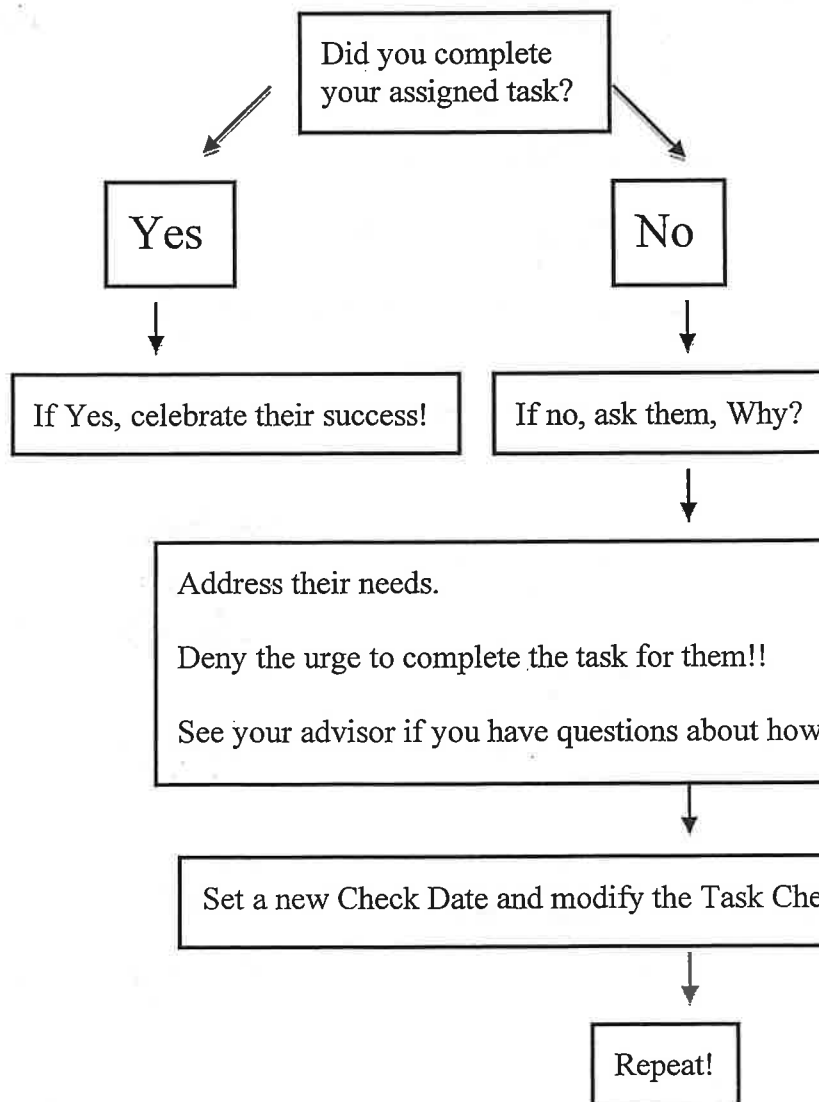 Did you complete
your assigned task?
Yes
No
If Yes, celebrate their success!
If no, ask them, Why?
Address their needs.
Deny the urge to complete the task for them!!
See your advisor if you have questions about how
Set a new Check Date and modify the Task
Repeat!